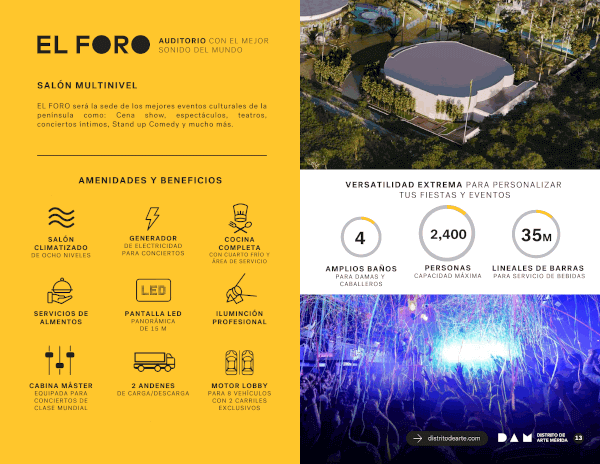 EL FORO
AUDITORIO CON EL MEJOR
SONIDO DEL MUNDO
SALÓN MULTINIVEL
EL FORO será la sede de los mejores eventos culturales de la
península como: Cena show, espectáculos, teatros,
conciertos íntimos, Stand up Comedy y mucho más.
AMENIDADES Y BENEFICIOS
SALÓN
CLIMATIZADO
DE OCHO NIVELES
GENERADOR
DE ELECTRICIDAD
PARA CONCIERTOS
COCINA
COMPLETA
CON CUARTO FRÍO Y
ÁREA DE SERVICIO
SERVICIOS DE
ALIMENTOS
LED
PANTALLA LED
PANORÁMICA
DE 15 M
ILUMINCIÓN
PROFESIONAL
CABINA MÁSTER
EQUIPADA PARA
CONCIERTOS DE
CLASE MUNDIAL
2 ANDENES
DE CARGA/DESCARGA
MOTOR LOBBY
PARA 8 VEHÍCULOS
CON 2 CARRILES
EXCLUSIVOS
VERSATILIDAD EXTREMA PARA PERSONALIZAR
TUS FIESTAS Y EVENTOS
4
AMPLIOS BAÑOS
PARA DAMAS Y
CABALLEROS
2,400
PERSONAS
CAPACIDAD MÁXIMA
35M
LINEALES DE BARRAS
PARA SERVICIO DE BEBIDAS
distritodearte.com
DAM
DISTRITO DE
ARTE MÉRIDA
13